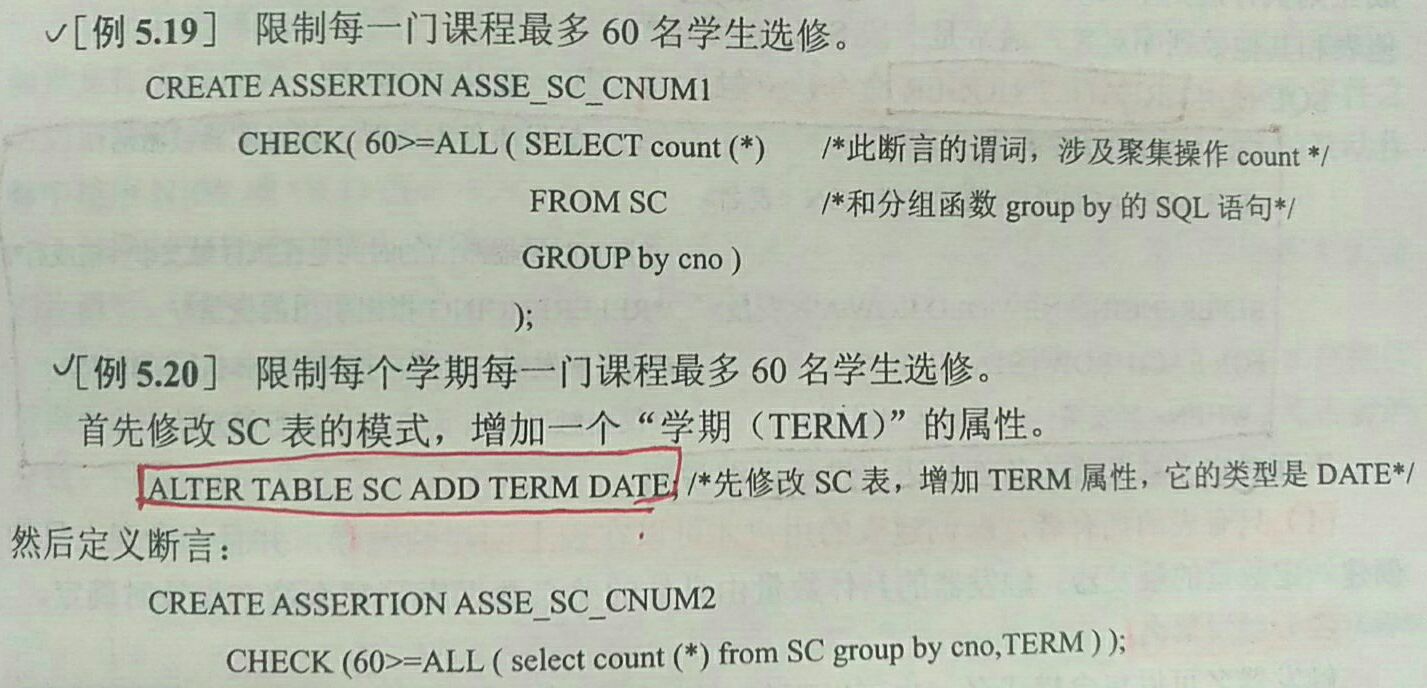 ✓[例 5.19] 限制每一门课程最多 60 名学生选修。
CREATE ASSERTION ASSE_SC_CNUM1
CHECK( 60>=ALL ( SELECT count (*) /*此断言的谓词，涉及聚集操作 count */
FROM SC /*和分组函数 group by 的 SQL 语句*/
GROUP by cno )
);
✓[例 5.20] 限制每个学期每一门课程最多 60 名学生选修。
首先修改 SC 表的模式，增加一个“学期（TERM）”的属性。
ALTER TABLE SC ADD TERM DATE; /*先修改 SC 表，增加 TERM 属性，它的类型是 DATE*/
然后定义断言：
CREATE ASSERTION ASSE_SC_CNUM2
CHECK (60>=ALL ( select count (*) from SC group by cno,TERM ) );